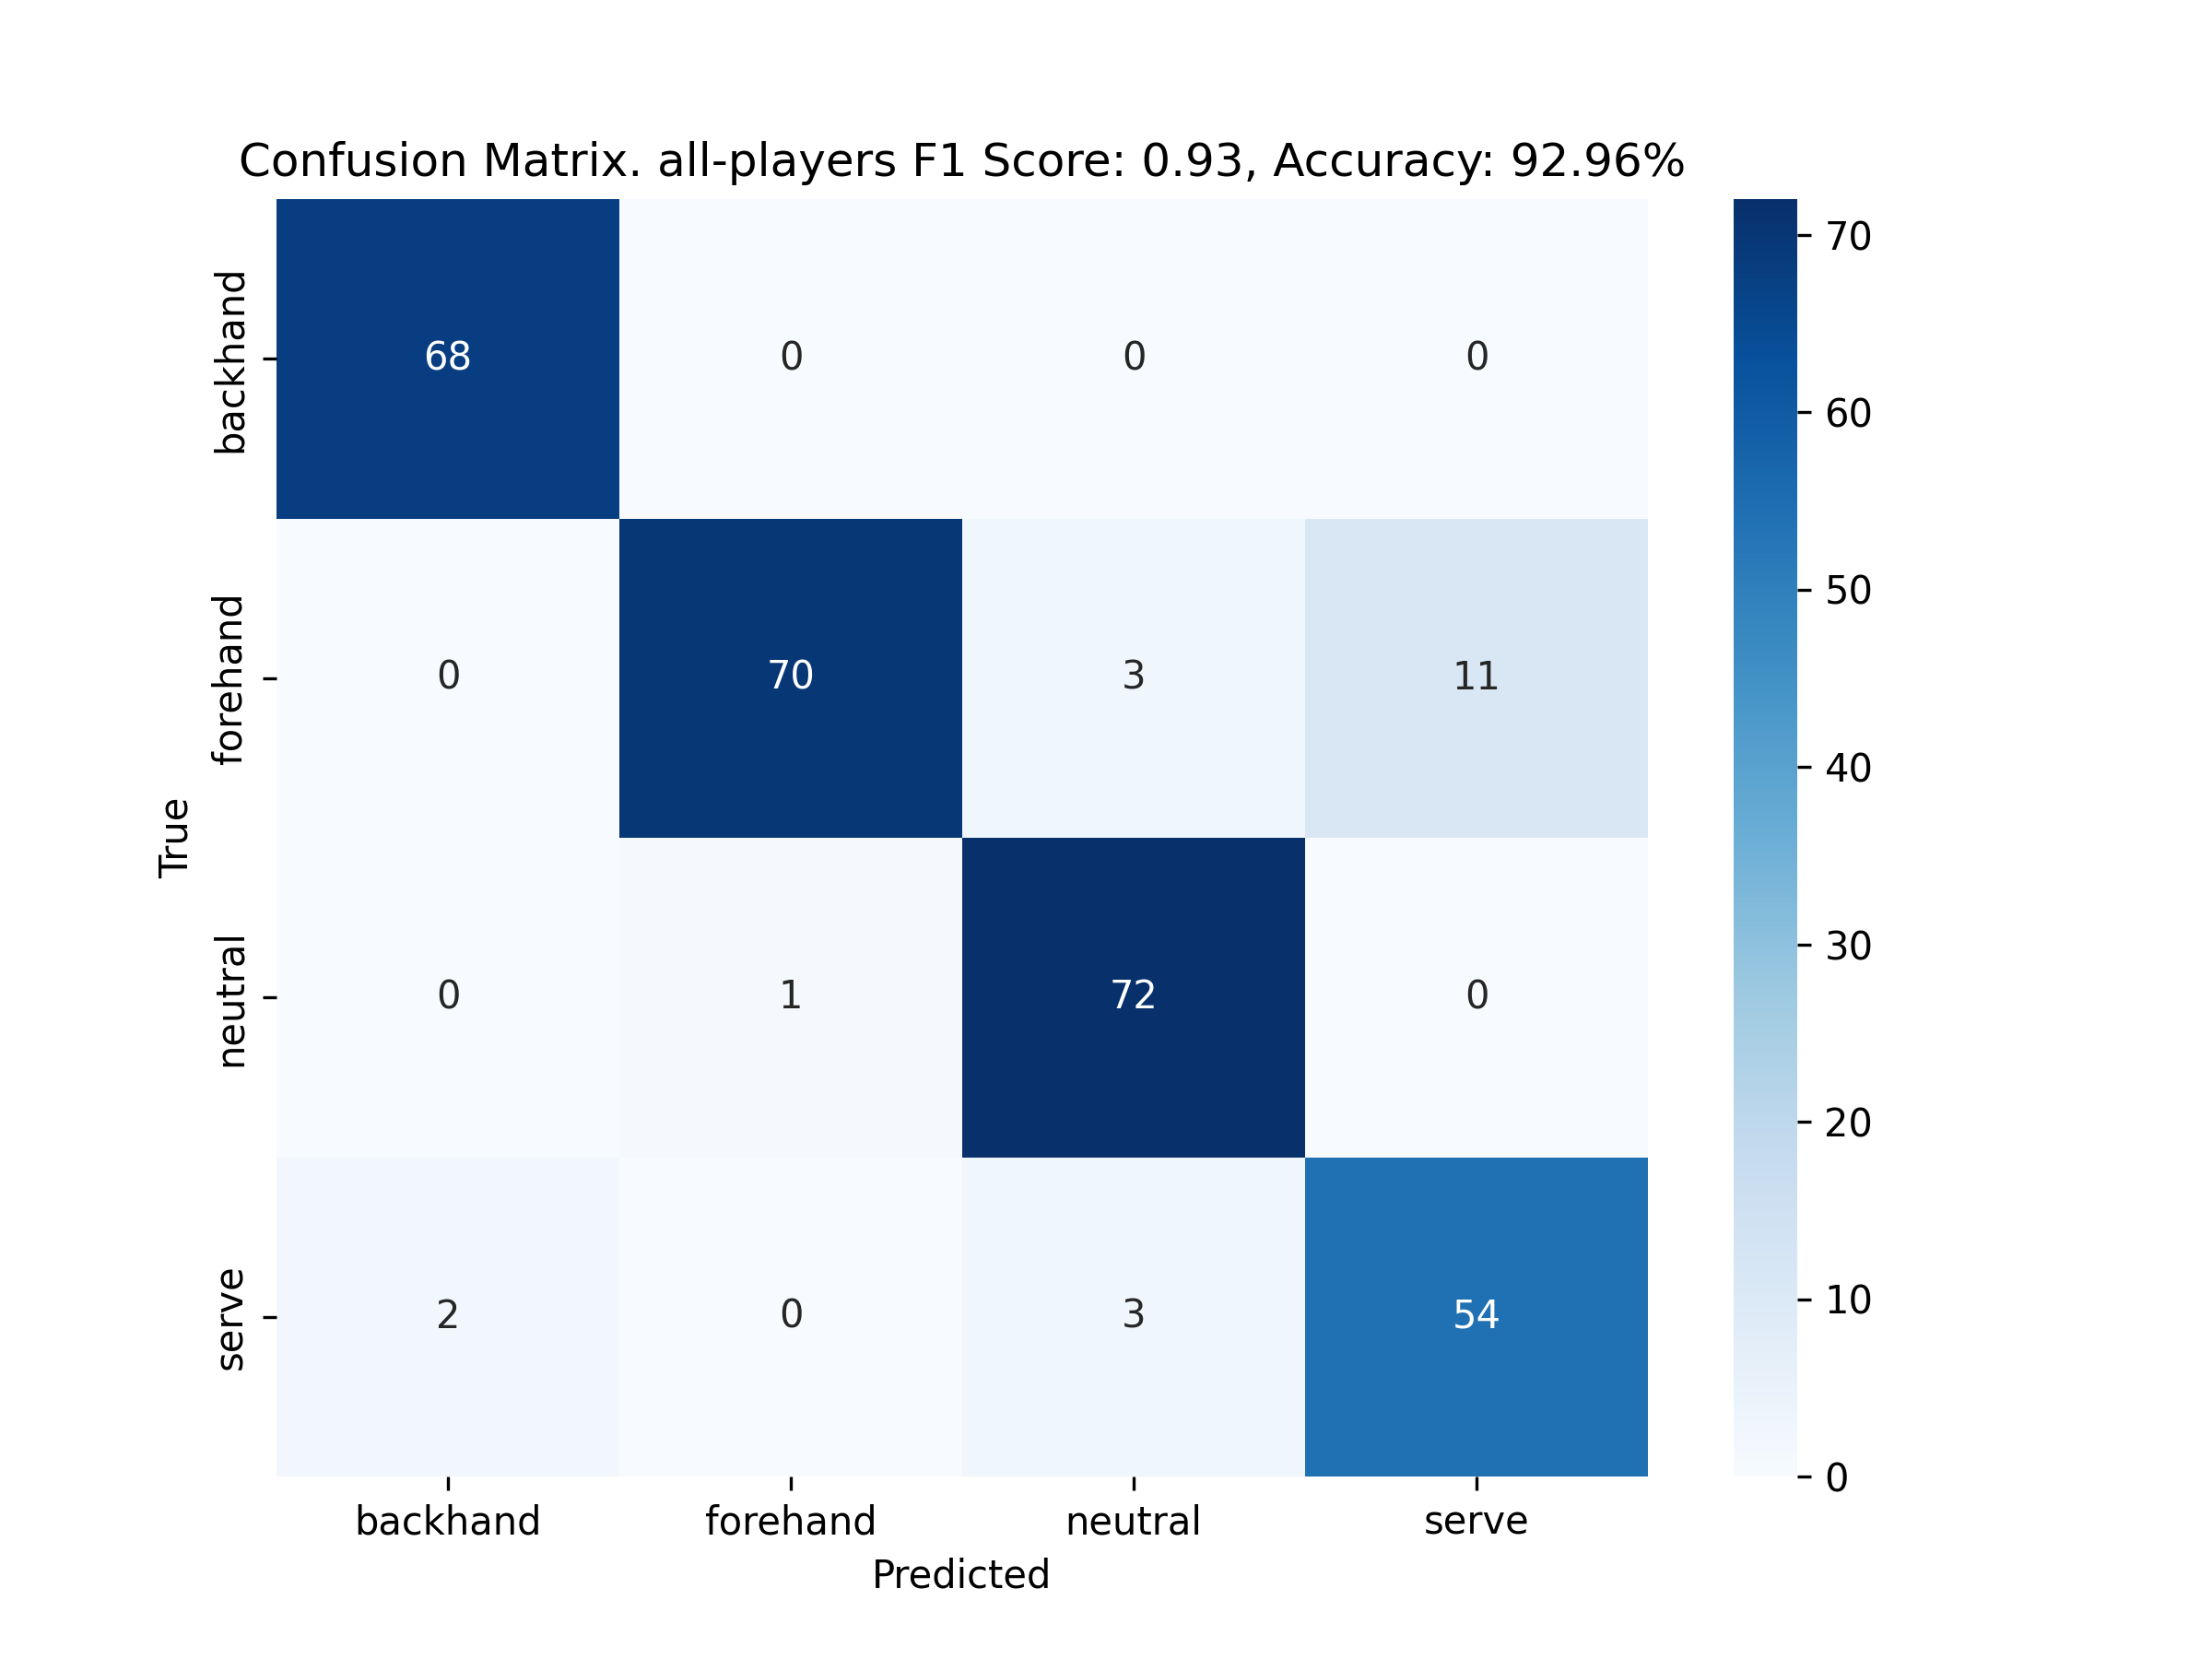 Confusion Matrix. all-players F1 Score: 0.93, Accuracy: 92.96%
backhand 68 0 0 0
forehand 0 70 3 11
neutral 0 1 72 0
serve 2 0 3 54
backhand forehand neutral serve
Predicted
True
70
60
50
40
30
20
10
0